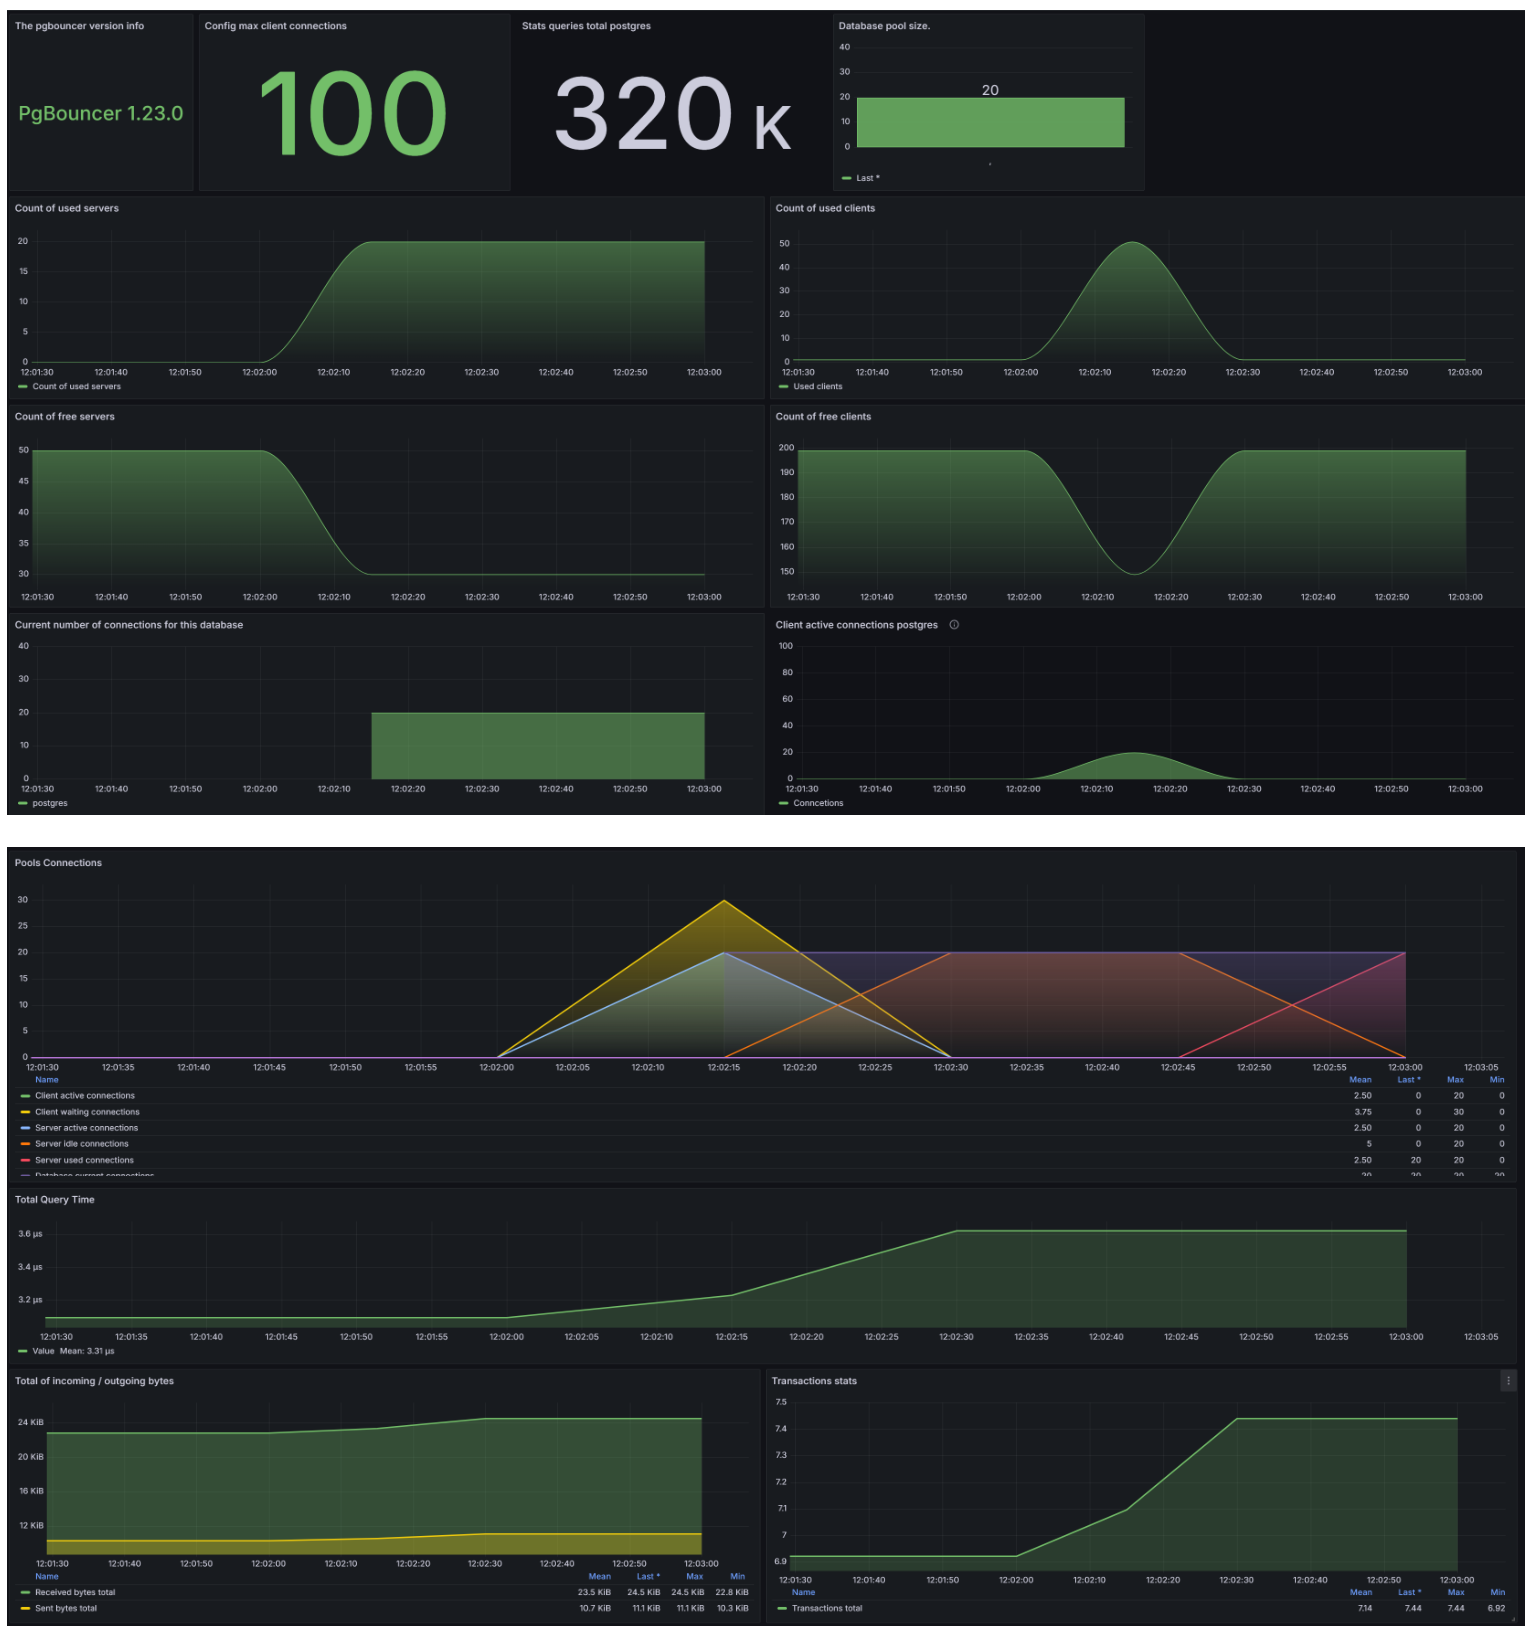 The pgbouncer version info
PgBouncer 1.23.0
Config max client connections
100
Stats queries total postgres
320 K
Database pool size.
40
30
20
10
0
20
Last *
Count of used servers
20
15
10
5
0
12:01:30 12:01:40 12:01:50 12:02:00 12:02:10 12:02:20 12:02:30 12:02:40 12:02:50 12:03:00
Count of used servers
Count of used clients
50
40
30
20
10
0
12:01:30 12:01:40 12:01:50 12:02:00 12:02:10 12:02:20 12:02:30 12:02:40 12:02:50 12:03:00
Used clients
Count of free servers
50
45
40
35
30
12:01:30 12:01:40 12:01:50 12:02:00 12:02:10 12:02:20 12:02:30 12:02:40 12:02:50 12:03:00
Count of free clients
200
190
180
170
160
150
12:01:30 12:01:40 12:01:50 12:02:00 12:02:10 12:02:20 12:02:30 12:02:40 12:02:50 12:03:00
Current number of connections for this database
40
30
20
10
0
12:01:30 12:01:40 12:01:50 12:02:00 12:02:10 12:02:20 12:02:30 12:02:40 12:02:50 12:03:00
postgres
Client active connections postgres
100
80
60
40
20
0
12:01:30 12:01:40 12:01:50 12:02:00 12:02:10 12:02:20 12:02:30 12:02:40 12:02:50 12:03:00
Conncetions
Pools Connections
30
25
20
15
10
5
0
12:01:30 12:01:35 12:01:40 12:01:45 12:01:50 12:01:55 12:02:00 12:02:05 12:02:10 12:02:15 12:02:20 12:02:25 12:02:30 12:02:35 12:02:40 12:02:45 12:02:50 12:02:55 12:03:00 12:03:05
Name Mean Last * Max Min
Client active connections 2.50 0 20 0
Client waiting connections 3.75 0 30 0
Server active connections 2.50 0 20 0
Server idle connections 5 0 20 0
Server used connections 2.50 20 20 0
Database current connections 20 20 20 20
Total Query Time
3.6 µs
3.4 µs
3.2 µs
12:01:30 12:01:35 12:01:40 12:01:45 12:01:50 12:01:55 12:02:00 12:02:05 12:02:10 12:02:15 12:02:20 12:02:25 12:02:30 12:02:35 12:02:40 12:02:45 12:02:50 12:02:55 12:03:00 12:03:05
Value Mean: 3.31 µs
Total of incoming / outgoing bytes
24 KiB
20 KiB
16 KiB
12 KiB
12:01:30 12:01:40 12:01:50 12:02:00 12:02:10 12:02:20 12:02:30 12:02:40 12:02:50 12:03:00
Name Mean Last * Max Min
Received bytes total 23.5 KiB 24.5 KiB 24.5 KiB 22.8 KiB
Sent bytes total 10.7 KiB 11.1 KiB 11.1 KiB 10.3 KiB
Transactions stats
7.5
7.4
7.3
7.2
7.1
7
6.9
12:01:30 12:01:40 12:01:50 12:02:00 12:02:10 12:02:20 12:02:30 12:02:40 12:02:50 12:03:00
Name Mean Last * Max Min
Transactions total 7.14 7.44 7.44 6.92